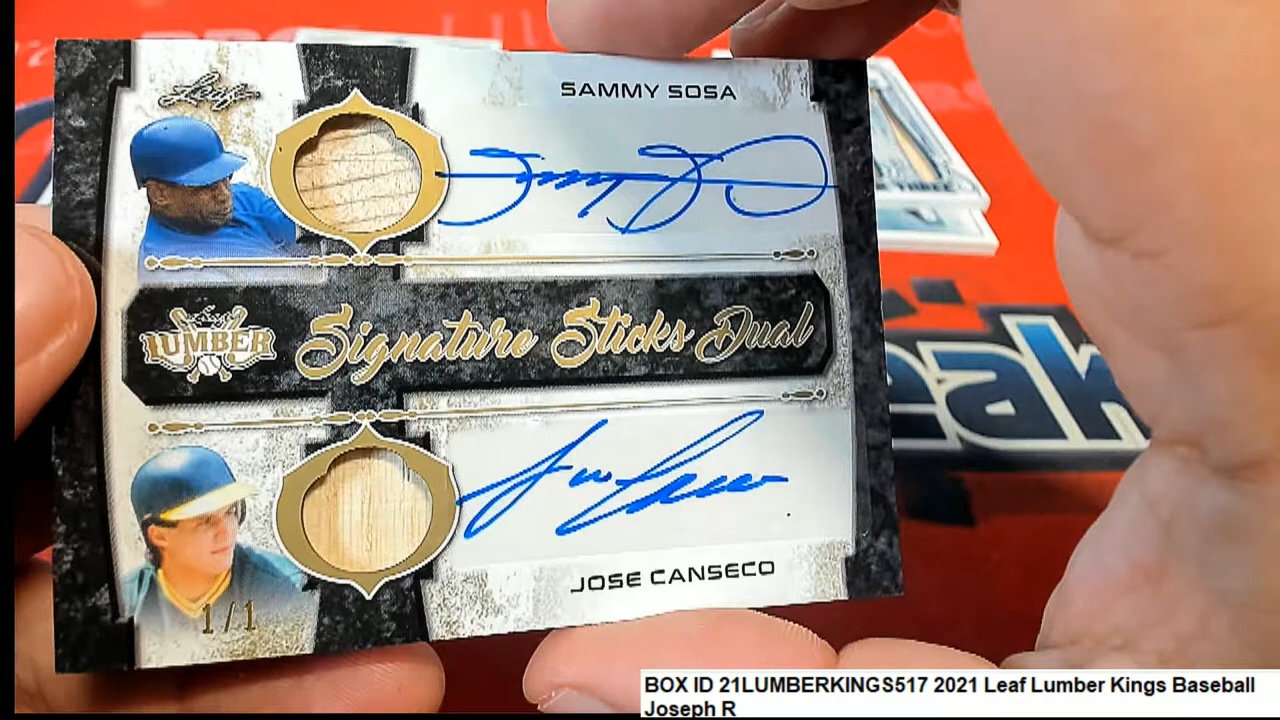 Leaf
SAMMY SOSA
LUMBER
Signature Sticks Dual
JOSE CANSECO
1/1
eak
BOX ID 21LUMBERKINGS517 2021 Leaf Lumber Kings Baseball
Joseph R